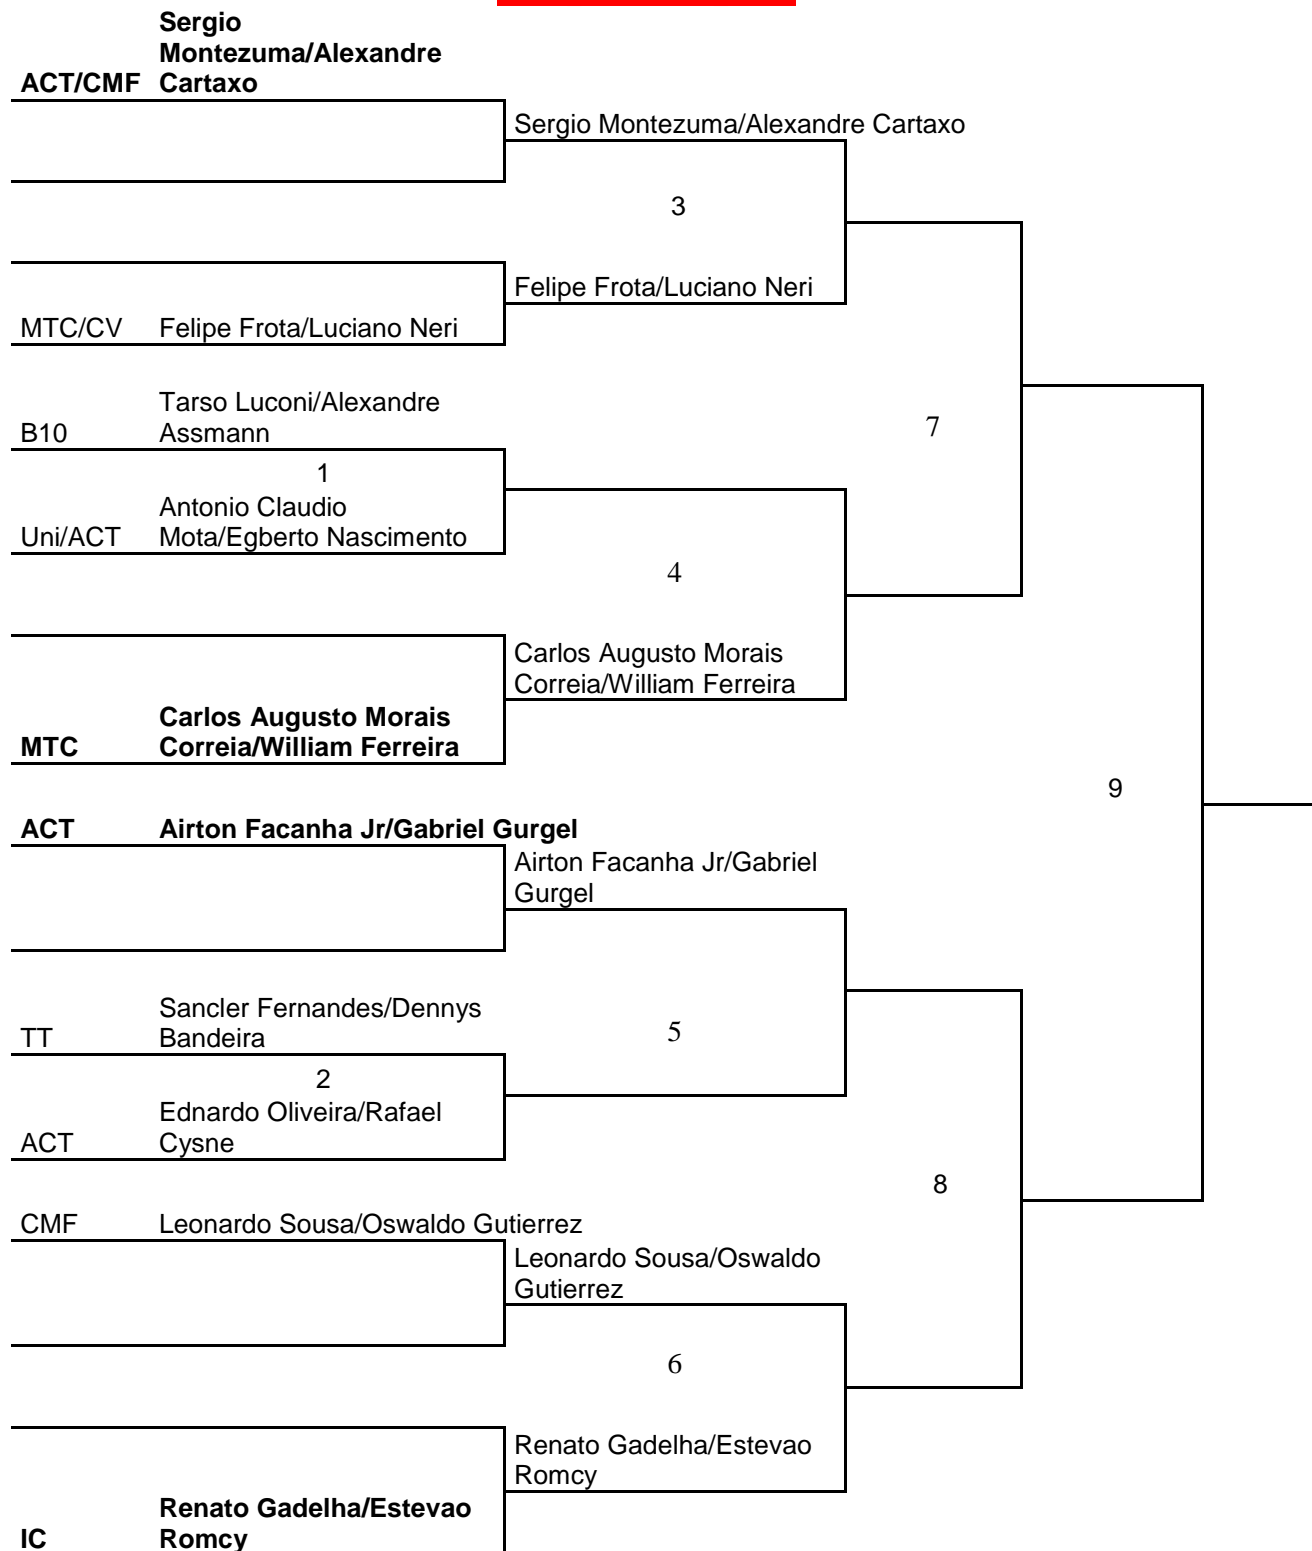 Sergio
Montezuma/Alexandre
ACT/CMF Cartaxo
Sergio Montezuma/Alexandre Cartaxo
3
Felipe Frota/Luciano Neri
MTC/CV Felipe Frota/Luciano Neri
Tarso Luconi/Alexandre
B10 Assmann
7
1
Antonio Claudio
Uni/ACT Mota/Egberto Nascimento
4
Carlos Augusto Morais
Correia/William Ferreira
Carlos Augusto Morais
MTC Correia/William Ferreira
9
ACT Airton Facanha Jr/Gabriel Gurgel
Airton Facanha Jr/Gabriel
Gurgel
Sancler Fernandes/Dennys
TT Bandeira
5
2
Ednardo Oliveira/Rafael
ACT Cysne
8
CMF Leonardo Sousa/Oswaldo Gutierrez
Leonardo Sousa/Oswaldo
Gutierrez
6
Renato Gadelha/Estevao
Romcy
Renato Gadelha/Estevao
IC Romcy